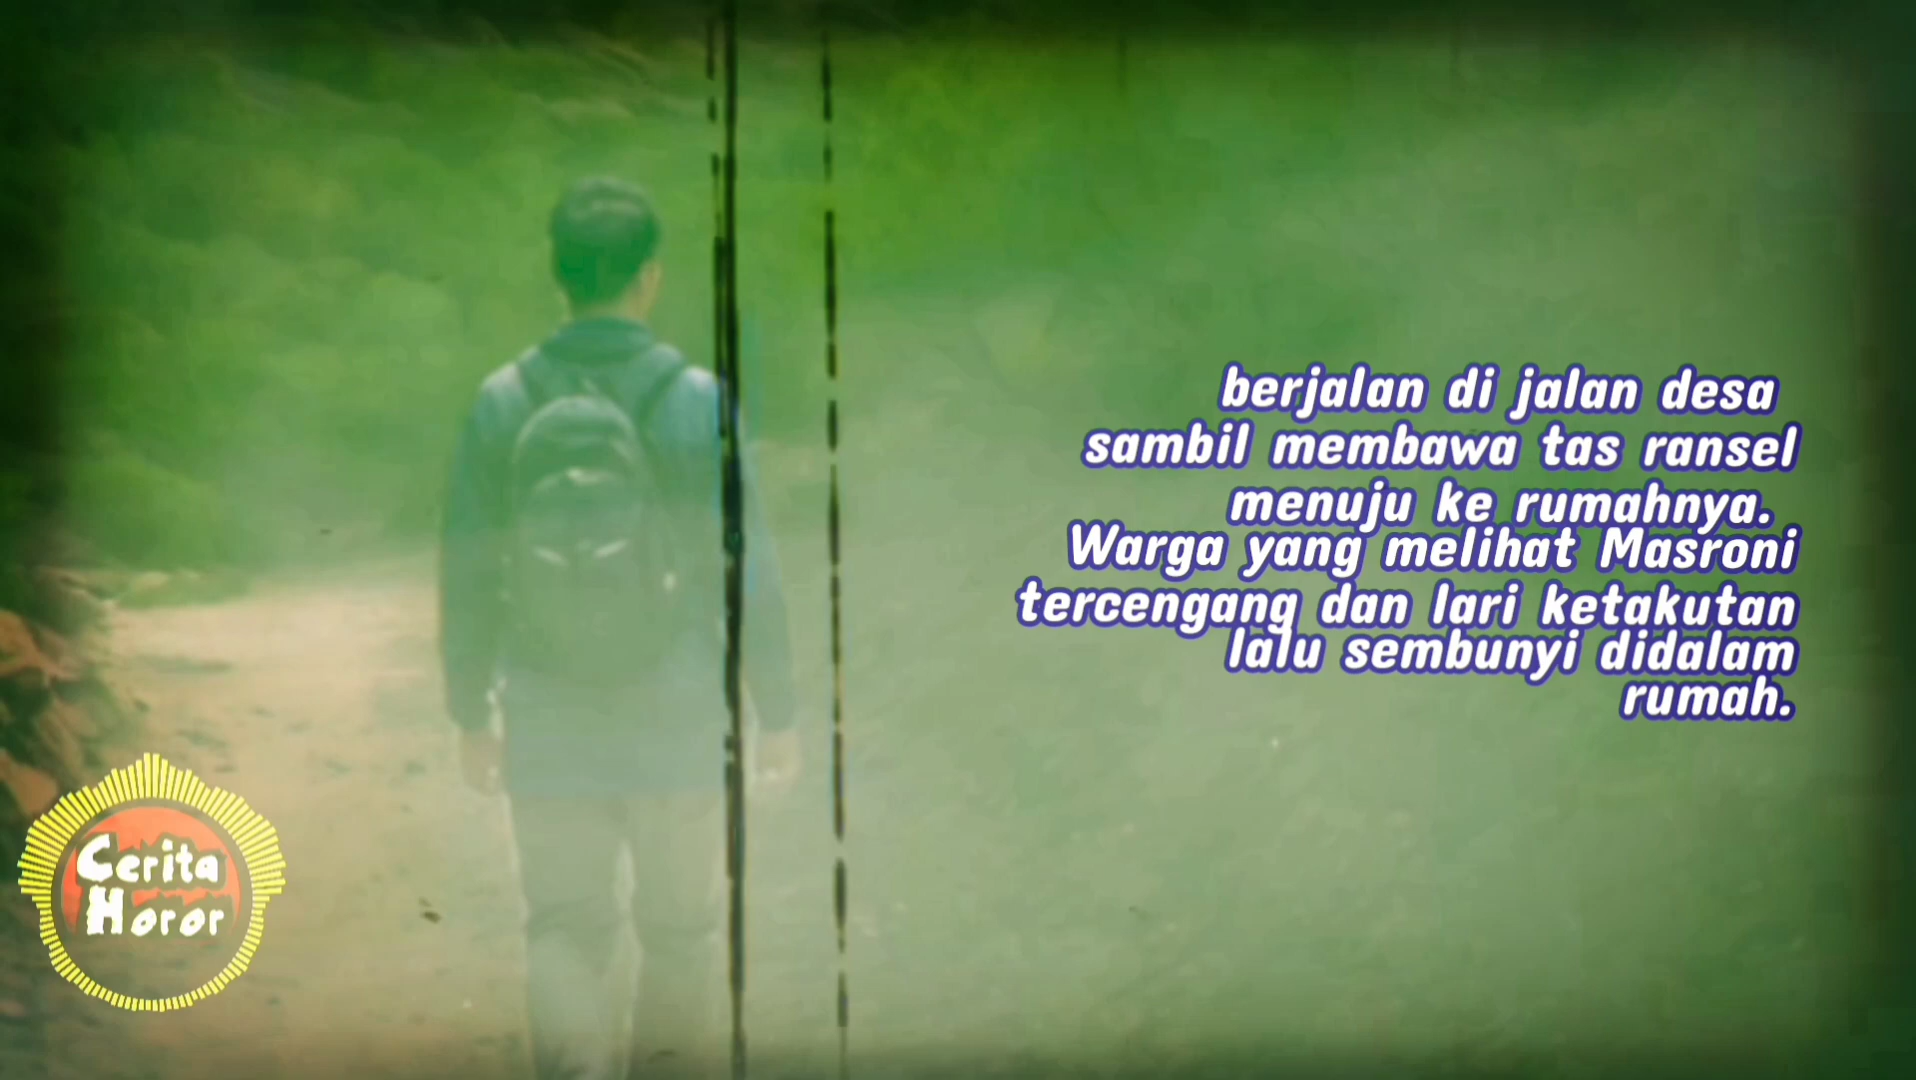 berjalan di jalan desa
sambil membawa tas ransel
menuju ke rumahnya.
Warga yang melihat Masroni
tercengang dan lari ketakutan
lalu sembunyi didalam
rumah.
Cerita
Horor